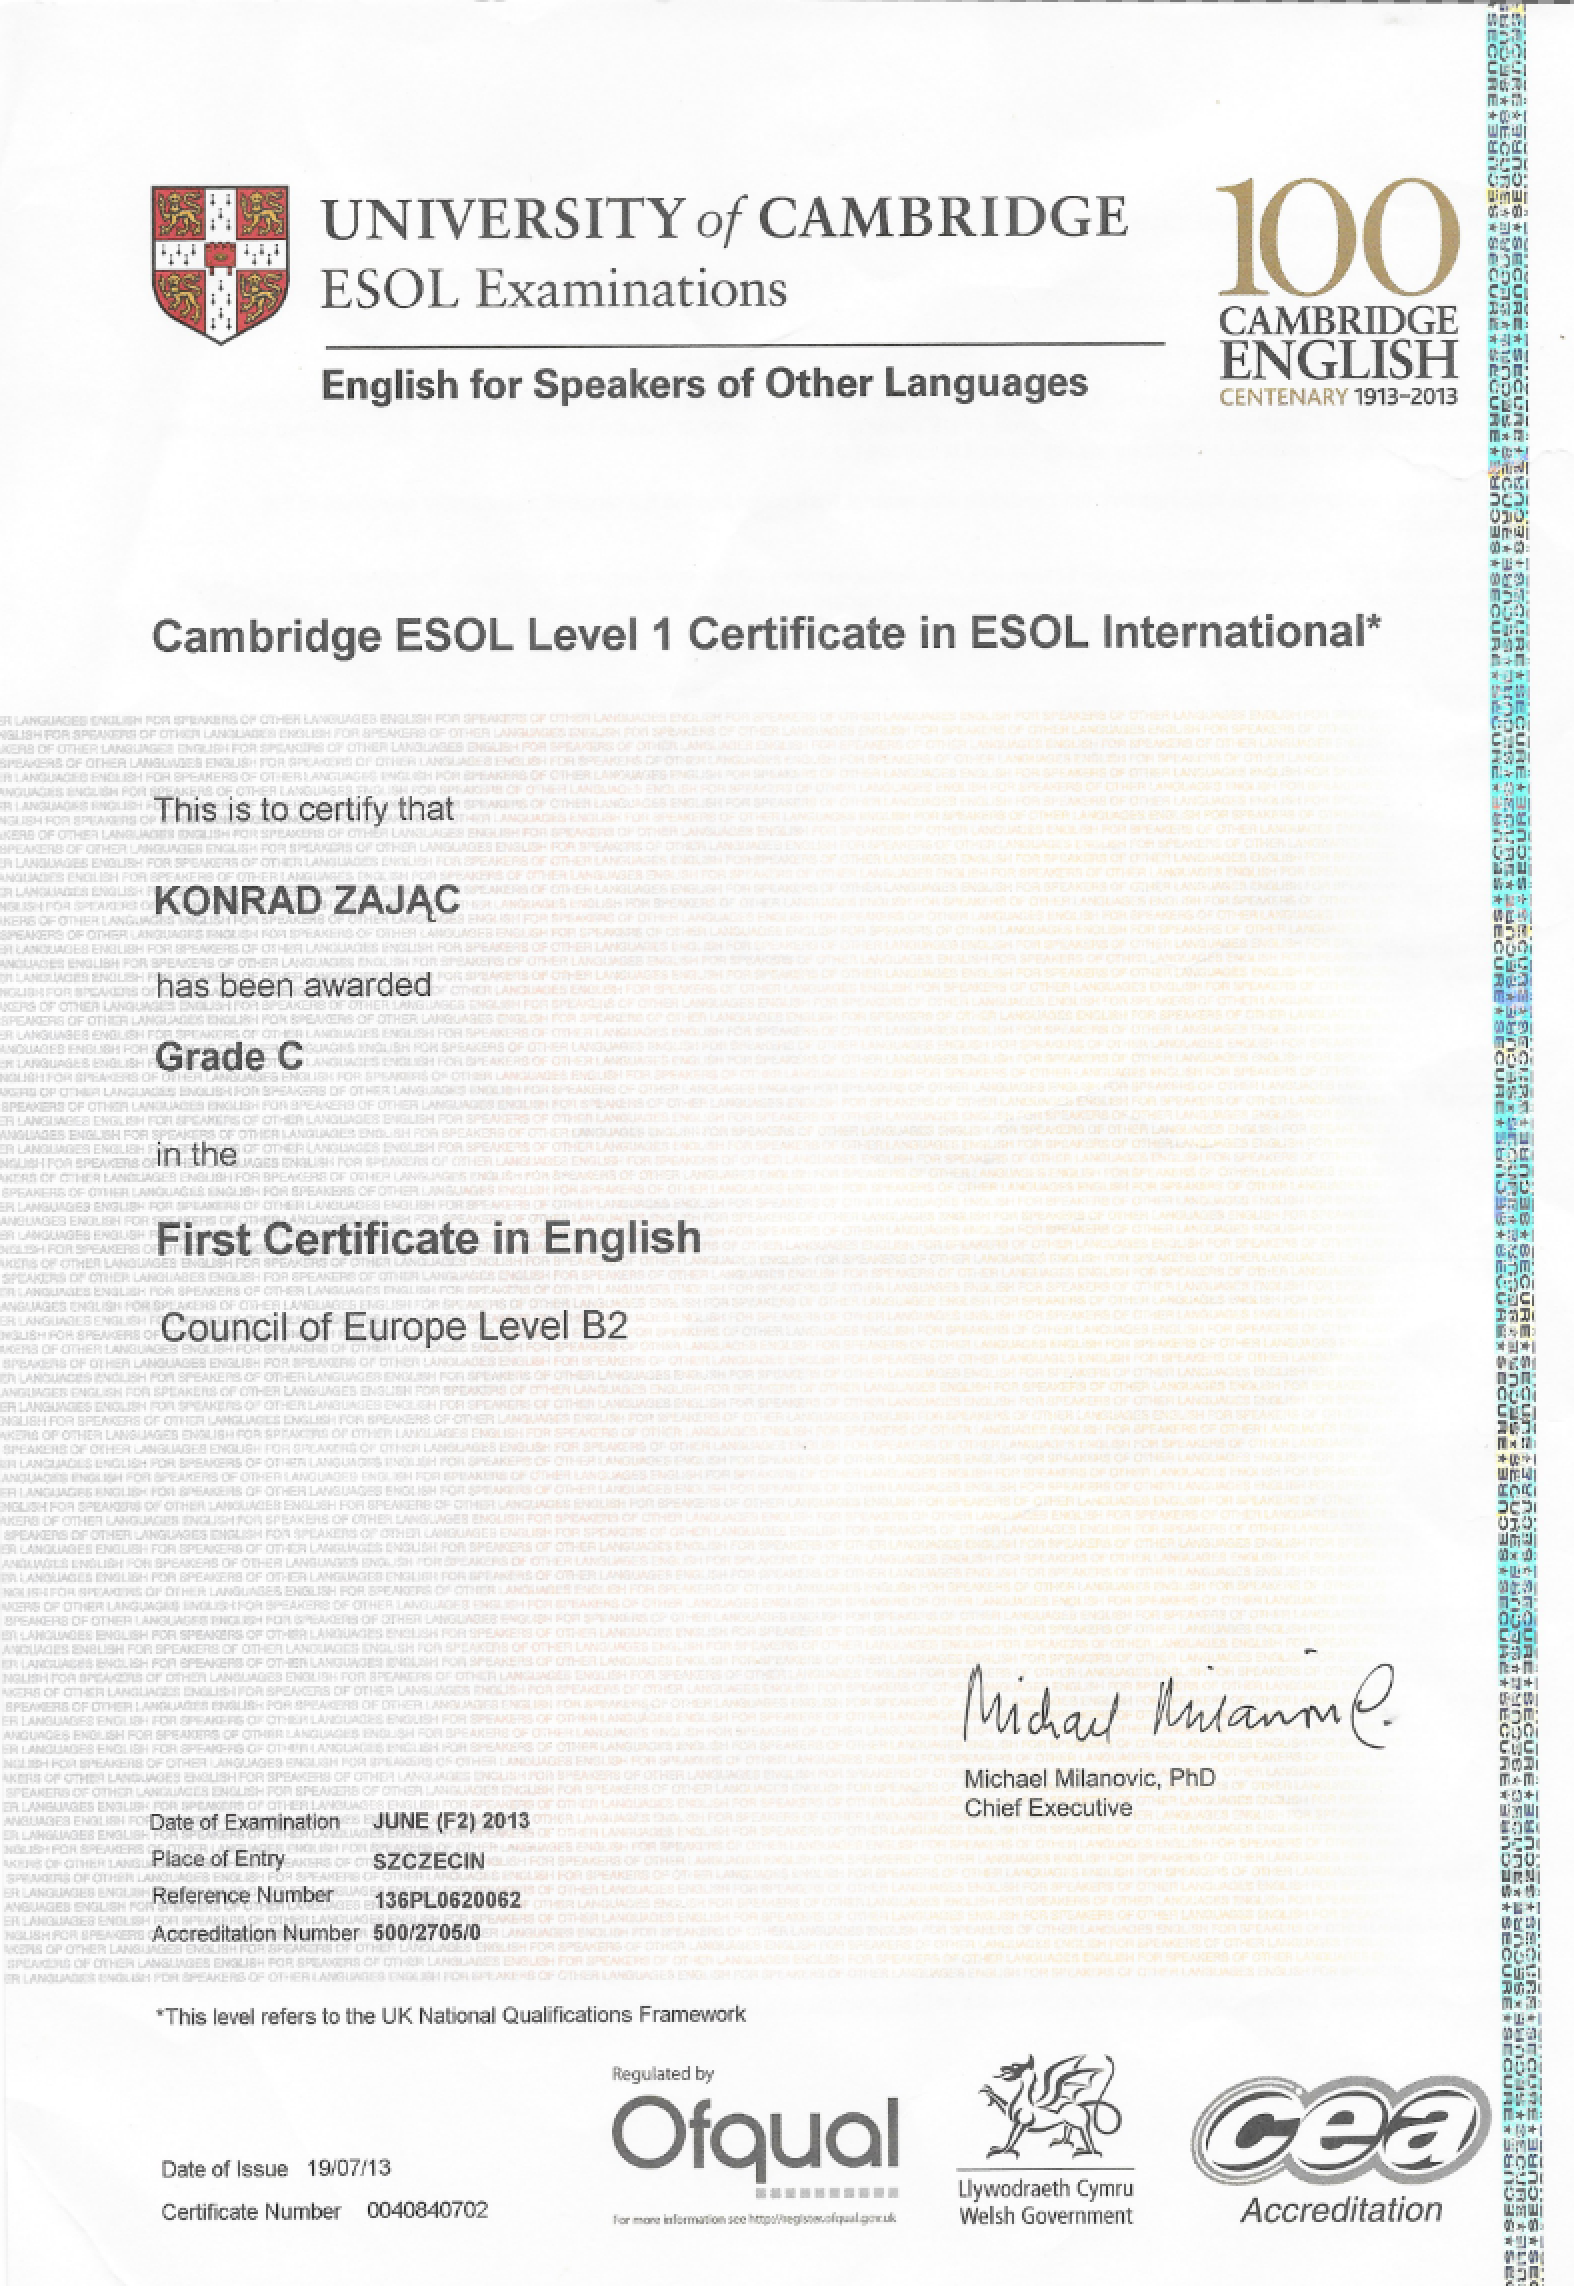 UNIVERSITY of CAMBRIDGE
ESOL Examinations
English for Speakers of Other Languages
100
CAMBRIDGE
ENGLISH
CENTENARY 1913–2013
Cambridge ESOL Level 1 Certificate in ESOL International*
This is to certify that
KONRAD ZAJĄC
has been awarded
Grade C
in the
First Certificate in English
Council of Europe Level B2
Michael Milanovic
Michael Milanovic, PhD
Chief Executive
Date of Examination JUNE (F2) 2013
Place of Entry SZCZECIN
Reference Number 136PL0620062
Accreditation Number 500/2705/0
*This level refers to the UK National Qualifications Framework
Regulated by
Ofqual
For more information see http://register.ofqual.gov.uk
Llywodraeth Cymru
Welsh Government
cea
Accreditation
Date of Issue 19/07/13
Certificate Number 0040840702